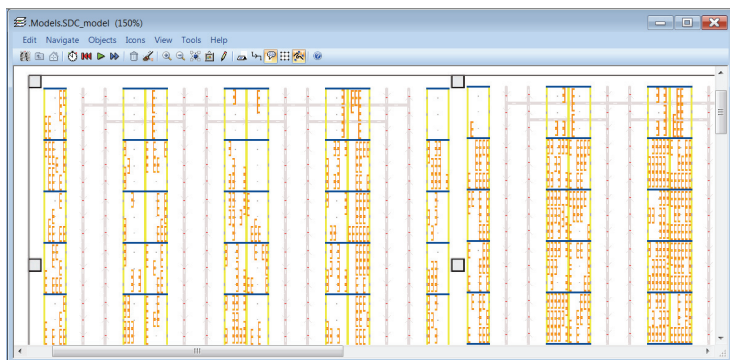 .Models.SDC_model (150%)
Edit Navigate Objects Icons View Tools Help